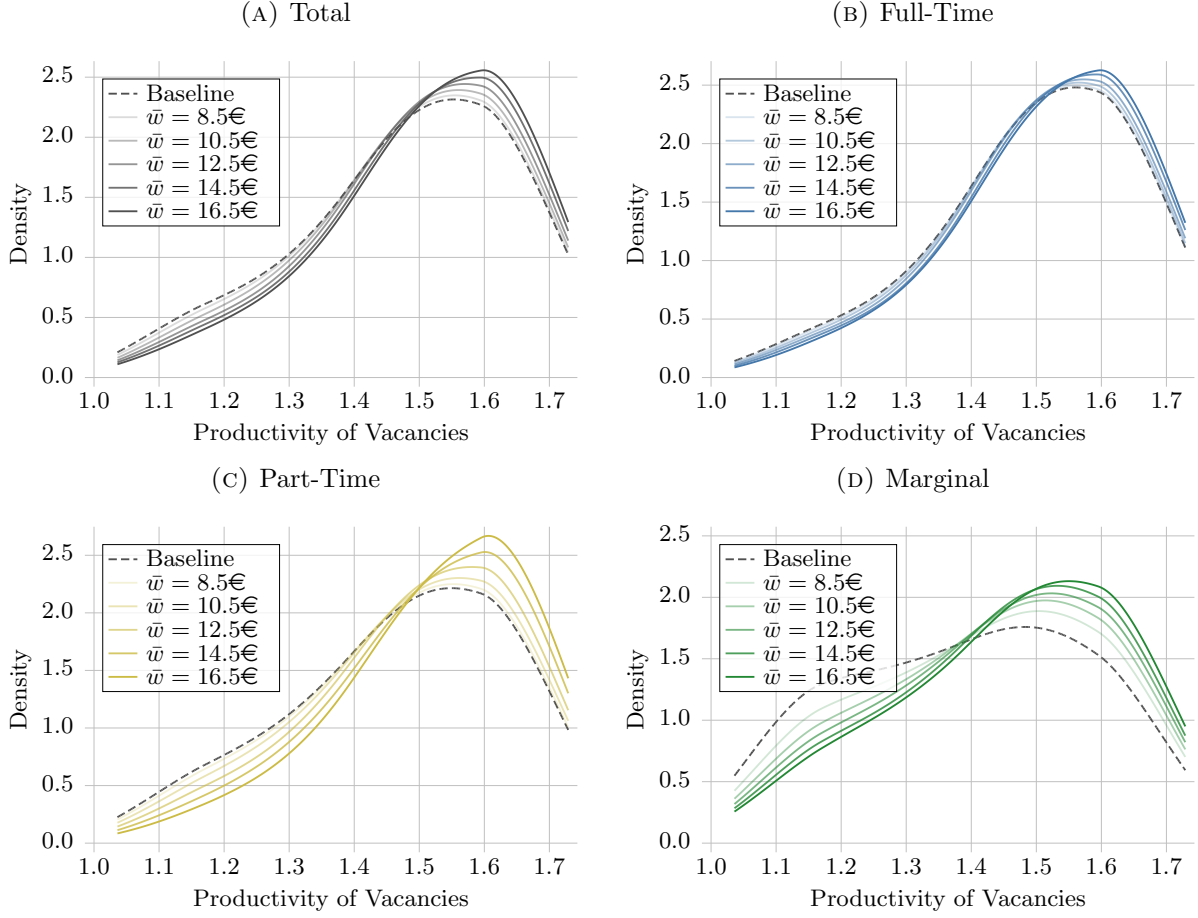 (A) Total
2.5
2.0
1.5
1.0
0.5
0.0
Density
Baseline
w̄ = 8.5€
w̄ = 10.5€
w̄ = 12.5€
w̄ = 14.5€
w̄ = 16.5€
1.0 1.1 1.2 1.3 1.4 1.5 1.6 1.7
Productivity of Vacancies
(B) Full-Time
2.5
2.0
1.5
1.0
0.5
0.0
Density
Baseline
w̄ = 8.5€
w̄ = 10.5€
w̄ = 12.5€
w̄ = 14.5€
w̄ = 16.5€
1.0 1.1 1.2 1.3 1.4 1.5 1.6 1.7
Productivity of Vacancies
(C) Part-Time
2.5
2.0
1.5
1.0
0.5
0.0
Density
Baseline
w̄ = 8.5€
w̄ = 10.5€
w̄ = 12.5€
w̄ = 14.5€
w̄ = 16.5€
1.0 1.1 1.2 1.3 1.4 1.5 1.6 1.7
Productivity of Vacancies
(D) Marginal
2.5
2.0
1.5
1.0
0.5
0.0
Density
Baseline
w̄ = 8.5€
w̄ = 10.5€
w̄ = 12.5€
w̄ = 14.5€
w̄ = 16.5€
1.0 1.1 1.2 1.3 1.4 1.5 1.6 1.7
Productivity of Vacancies